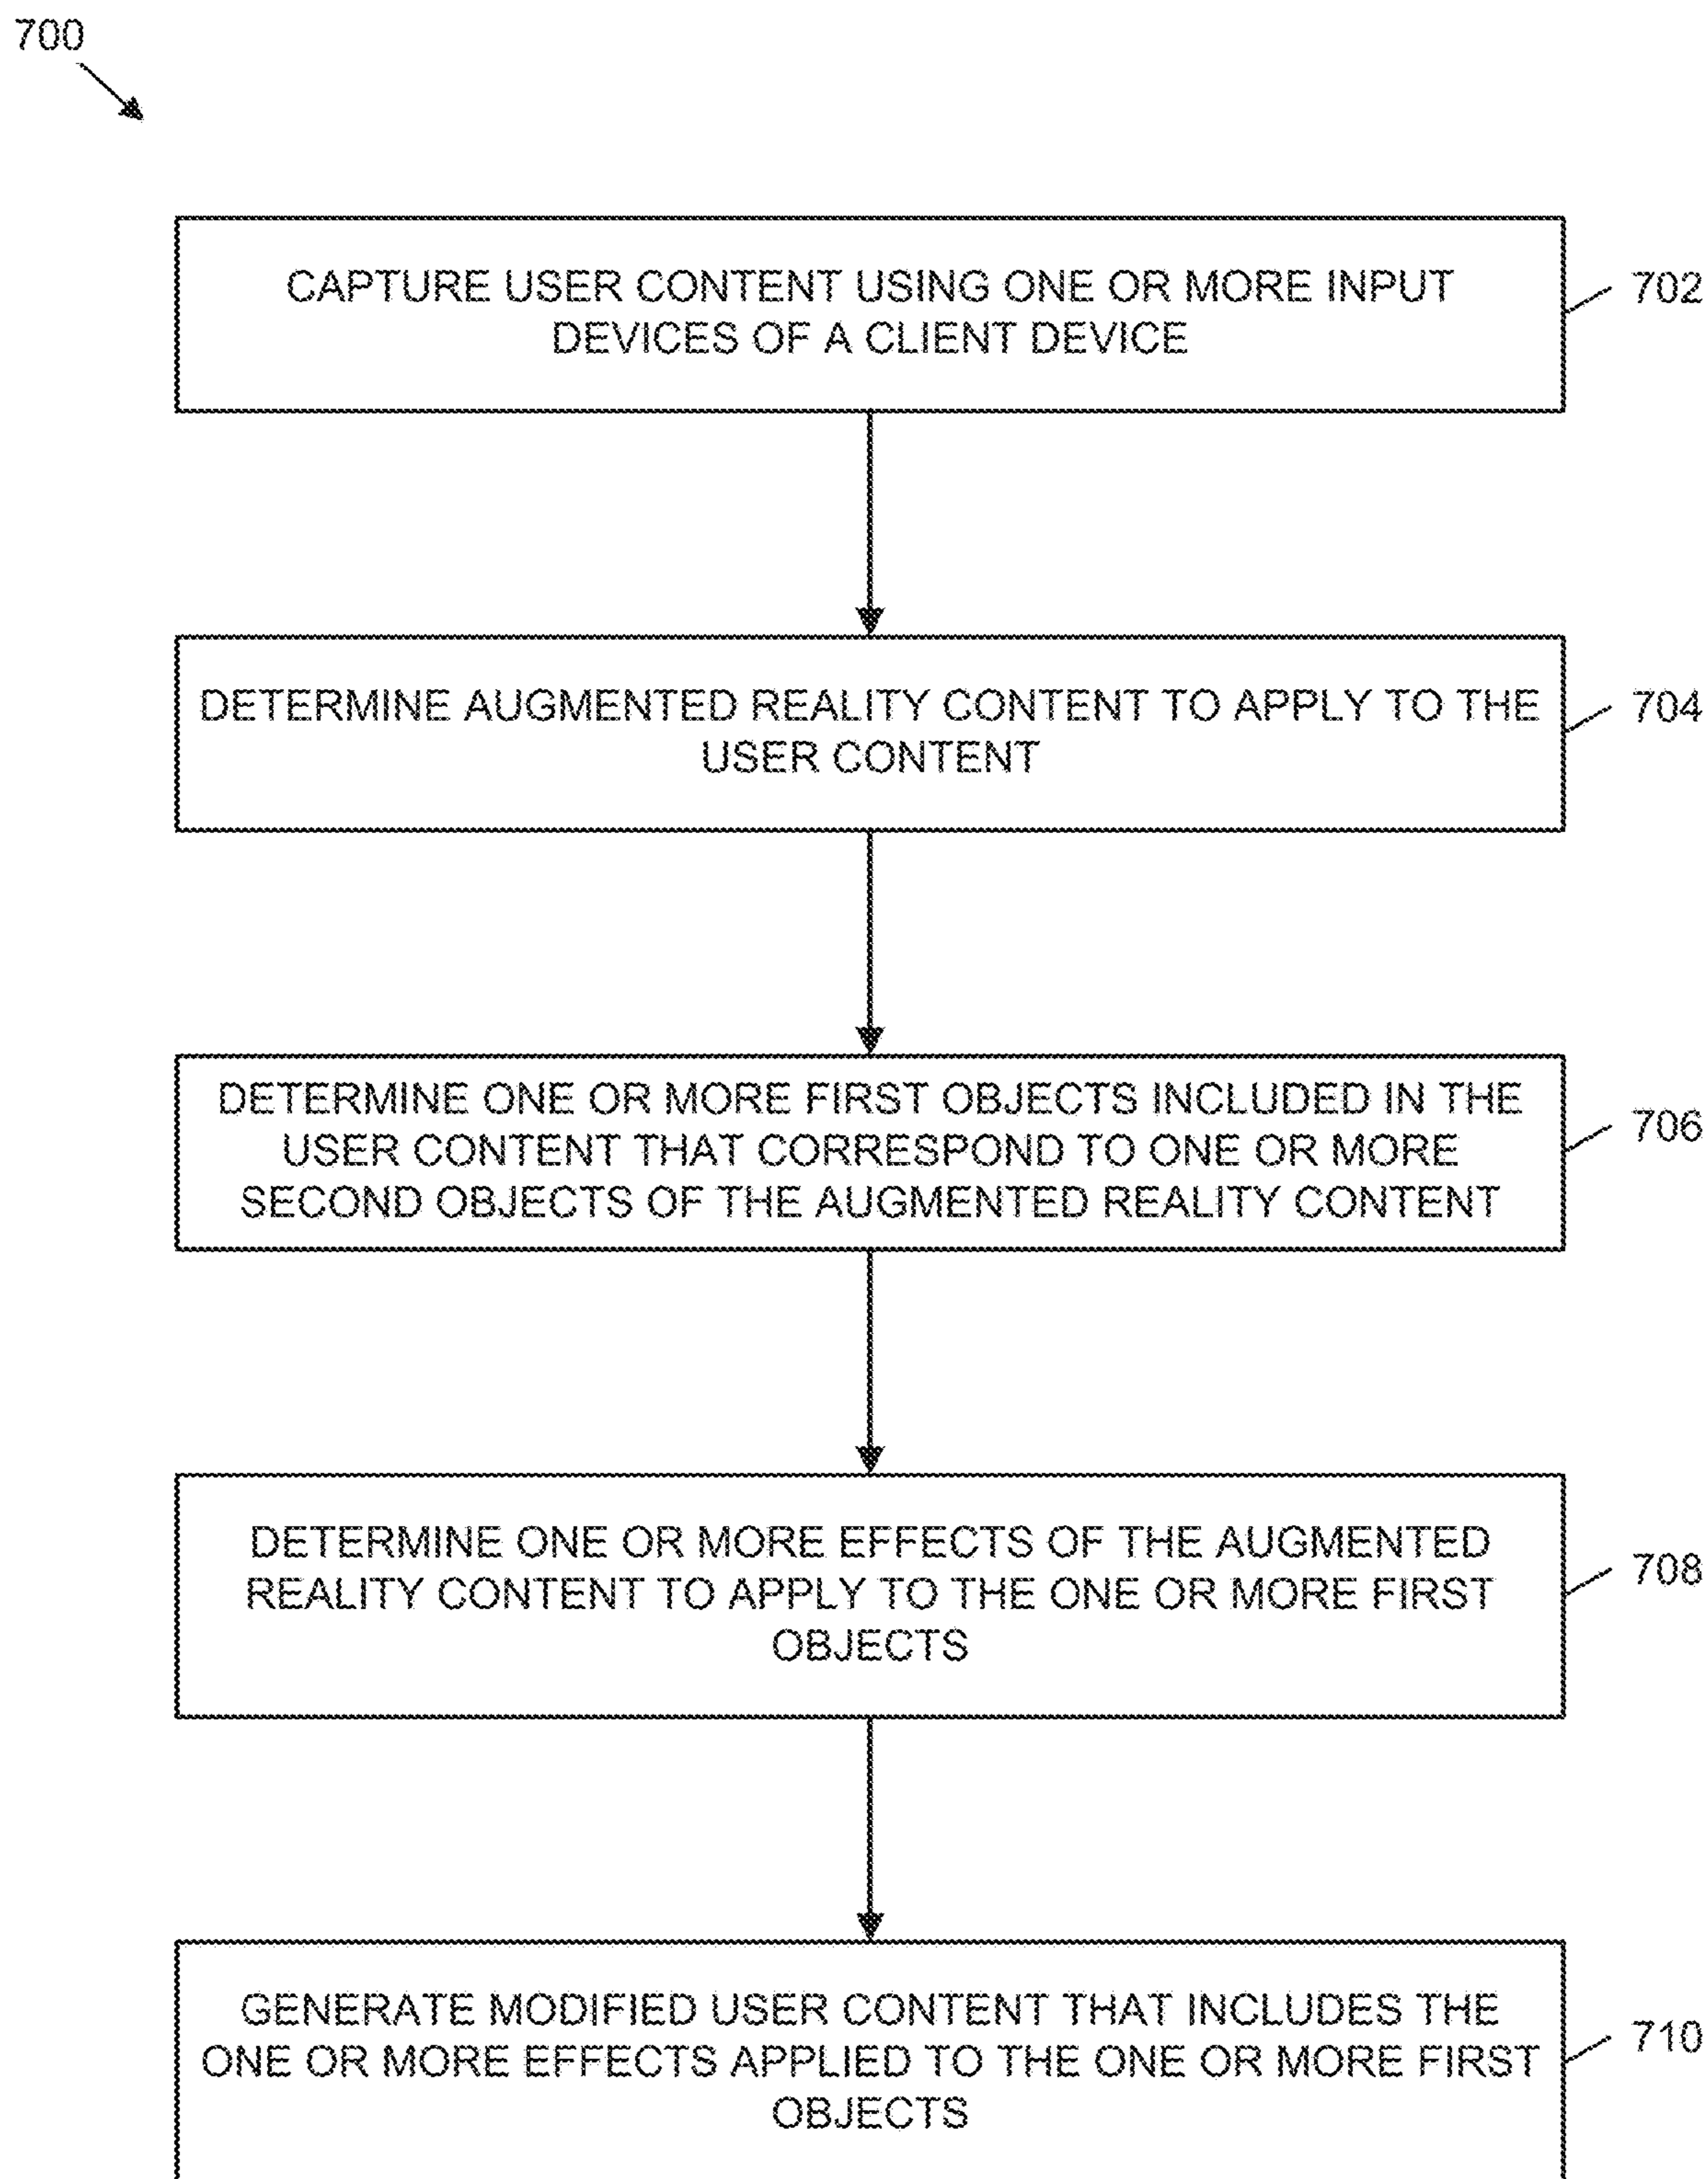 700
CAPTURE USER CONTENT USING ONE OR MORE INPUT
DEVICES OF A CLIENT DEVICE
702
DETERMINE AUGMENTED REALITY CONTENT TO APPLY TO THE
USER CONTENT
704
DETERMINE ONE OR MORE FIRST OBJECTS INCLUDED IN THE
USER CONTENT THAT CORRESPOND TO ONE OR MORE
SECOND OBJECTS OF THE AUGMENTED REALITY CONTENT
706
DETERMINE ONE OR MORE EFFECTS OF THE AUGMENTED
REALITY CONTENT TO APPLY TO THE ONE OR MORE FIRST
OBJECTS
708
GENERATE MODIFIED USER CONTENT THAT INCLUDES THE
ONE OR MORE EFFECTS APPLIED TO THE ONE OR MORE FIRST
OBJECTS
710